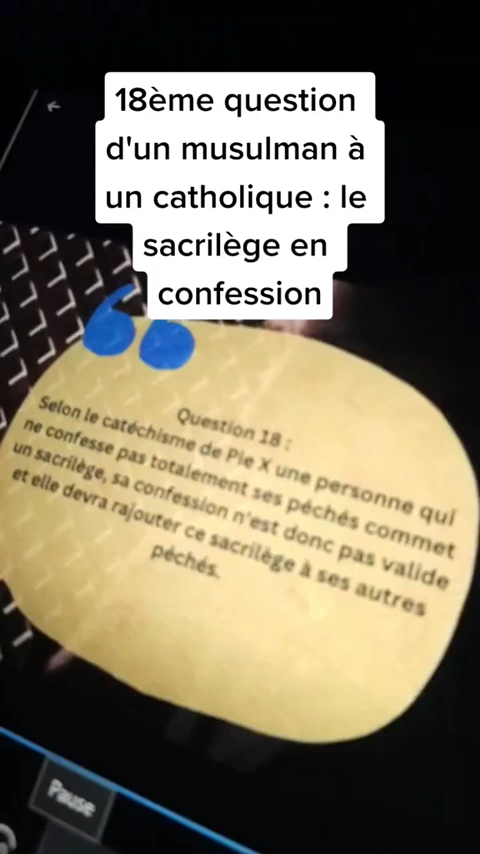 18ème question
d'un musulman à
un catholique : le
sacrilège en
confession
Question 18 :
Selon le catéchisme de Pie X une personne qui
ne confesse pas totalement ses péchés commet
un sacrilège, sa confession n'est donc pas valide
et elle devra rajouter ce sacrilège à ses autres
péchés.
Pause